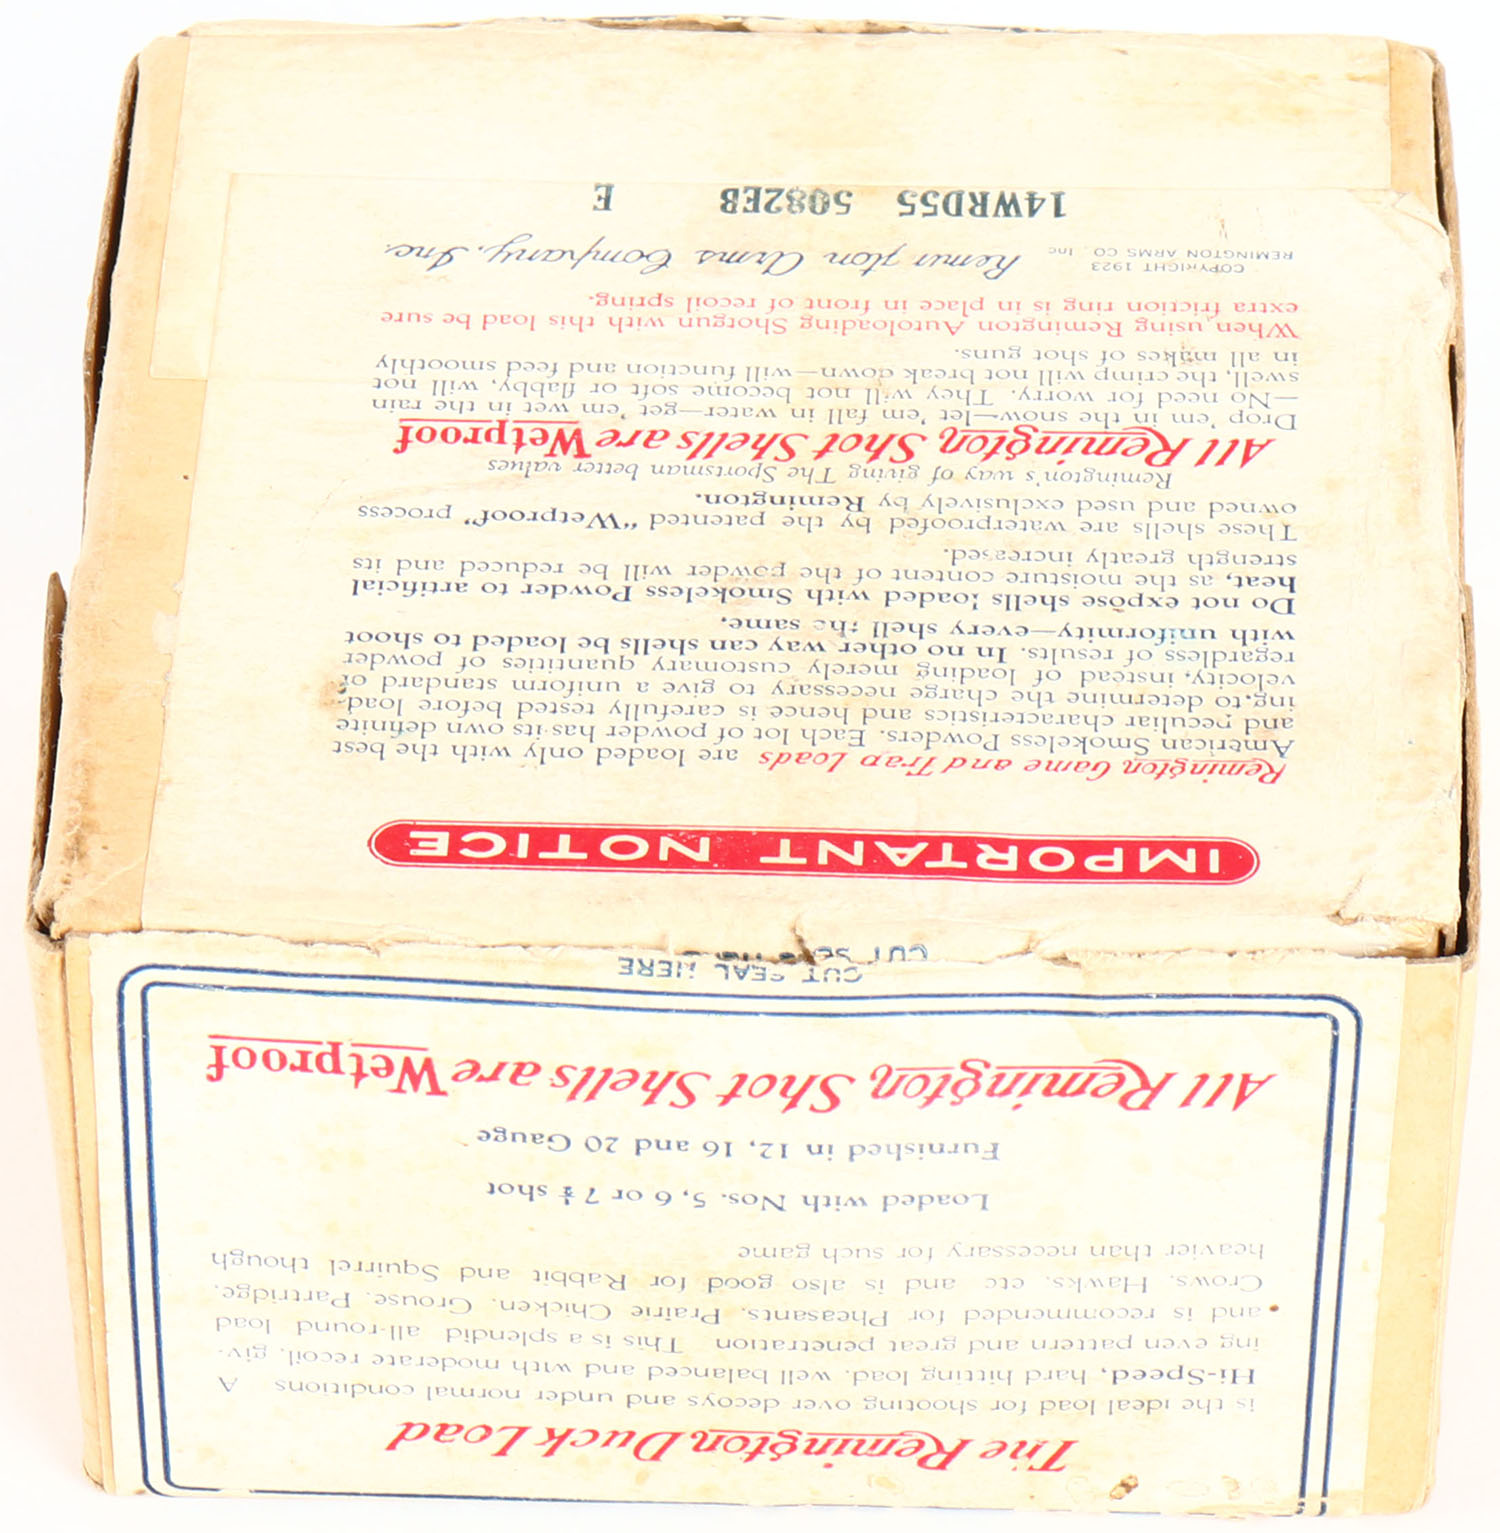 The Remington Duck Load
is the ideal load for shooting over decoys and under normal conditions A
Hi-Speed, hard hitting load, well balanced and with moderate recoil, giv-
ing even pattern and great penetration This is a splendid all-round load
and is recommended for Pheasants, Prairie Chicken, Grouse, Partridge,
Crows, Hawks, etc and is also good for Rabbit and Squirrel though
heavier than necessary for such game
Loaded with Nos. 5, 6 or 7½ shot
Furnished in 12, 16 and 20 Gauge
All Remington Shot Shells are Wetproof
CUT SEAL HERE
CUT
IMPORTANT NOTICE
Remington Game and Trap Loads are loaded only with the best
American Smokeless Powders. Each lot of powder has its own definite
and peculiar characteristics and hence is carefully tested before load-
ing to determine the charge necessary to give a uniform standard of
velocity, instead of loading merely customary quantities of powder
regardless of results. In no other way can shells be loaded to shoot
with uniformity—every shell the same.
Do not expose shells loaded with Smokeless Powder to artificial
heat, as the moisture content of the powder will be reduced and its
strength greatly increased.
These shells are waterproofed by the patented "Wetproof" process
owned and used exclusively by Remington.
Remington's way of giving The Sportsman better values
All Remington Shot Shells are Wetproof
Drop 'em in the snow—let 'em fall in water—get 'em wet in the rain
—No need for worry. They will not become soft or flabby, will not
swell, the crimp will not break down—will function and feed smoothly
in all makes of shot guns.
When using Remington Autoloading Shotgun with this load be sure
extra friction ring is in place in front of recoil spring.
COPYRIGHT 1923
REMINGTON ARMS CO. Inc
Remington Arms Company, Inc.
14WRD55 5082EB E